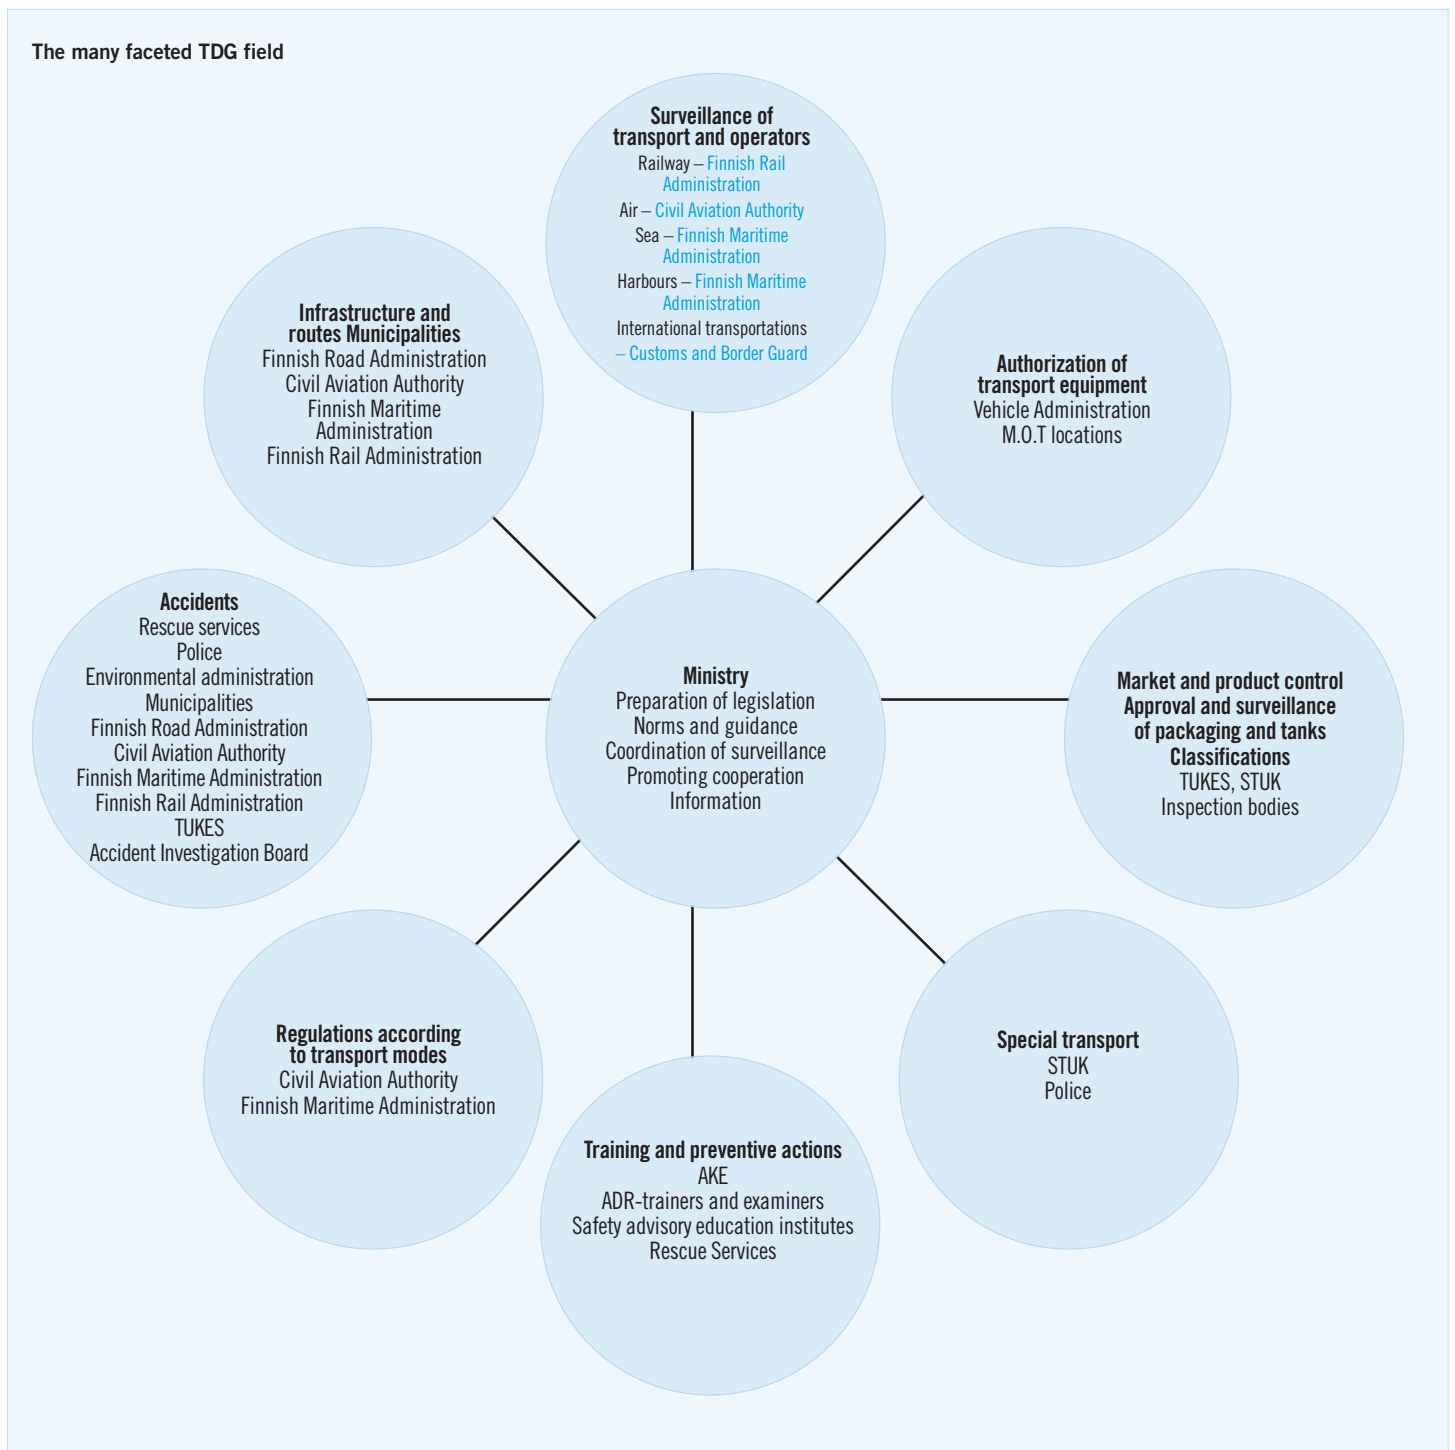 The many faceted TDG field
Surveillance of
transport and operators
Railway – Finnish Rail
Administration
Air – Civil Aviation Authority
Sea – Finnish Maritime
Administration
Harbours – Finnish Maritime
Administration
International transportations
– Customs and Border Guard
Infrastructure and
routes Municipalities
Finnish Road Administration
Civil Aviation Authority
Finnish Maritime
Administration
Finnish Rail Administration
Authorization of
transport equipment
Vehicle Administration
M.O.T locations
Accidents
Rescue services
Police
Environmental administration
Municipalities
Finnish Road Administration
Civil Aviation Authority
Finnish Maritime Administration
Finnish Rail Administration
TUKES
Accident Investigation Board
Ministry
Preparation of legislation
Norms and guidance
Coordination of surveillance
Promoting cooperation
Information
Market and product control
Approval and surveillance
of packaging and tanks
Classifications
TUKES, STUK
Inspection bodies
Regulations according
to transport modes
Civil Aviation Authority
Finnish Maritime Administration
Special transport
STUK
Police
Training and preventive actions
AKE
ADR-trainers and examiners
Safety advisory education institutes
Rescue Services